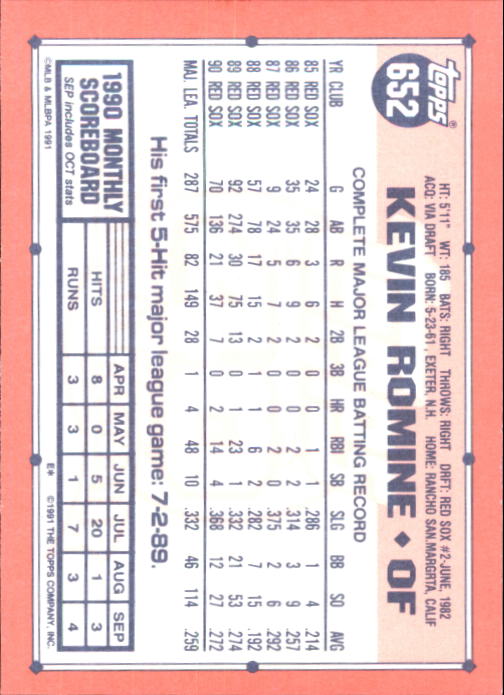 topps®
652
HT: 5'11" WT: 185 BATS: RIGHT THROWS: RIGHT DRFT: RED SOX #2-JUNE, 1982
ACQ: VIA DRAFT BORN: 5-23-61, EXETER, N.H. HOME: RANCHO SAN.MARGRTA, CALIF
KEVIN ROMINE ◆ OF
COMPLETE MAJOR LEAGUE BATTING RECORD
YR CLUB G AB R H 2B 3B HR RBI SB SLG BB SO AVG
85 RED SOX 24 28 3 6 2 0 0 1 1 .286 1 4 .214
86 RED SOX 35 35 6 9 2 0 0 2 2 .314 3 9 .257
87 RED SOX 9 24 5 7 2 0 0 2 0 .375 2 6 .292
88 RED SOX 57 78 17 15 2 1 1 6 2 .282 7 15 .192
89 RED SOX 92 274 30 75 13 0 1 23 1 .332 21 53 .274
90 RED SOX 70 136 21 37 7 0 2 14 4 .368 12 27 .272
MAJ. LEA. TOTALS 287 575 82 149 28 1 4 48 10 .332 46 114 .259
His first 5-Hit major league game: 7-2-89.
1990 MONTHLY SCOREBOARD
SEP includes OCT stats
APR MAY JUN JUL AUG SEP
HITS 8 0 5 20 1 3
RUNS 3 3 1 7 3 4
©MLB & MLBPA 1991
E* ©1991 THE TOPPS COMPANY, INC.